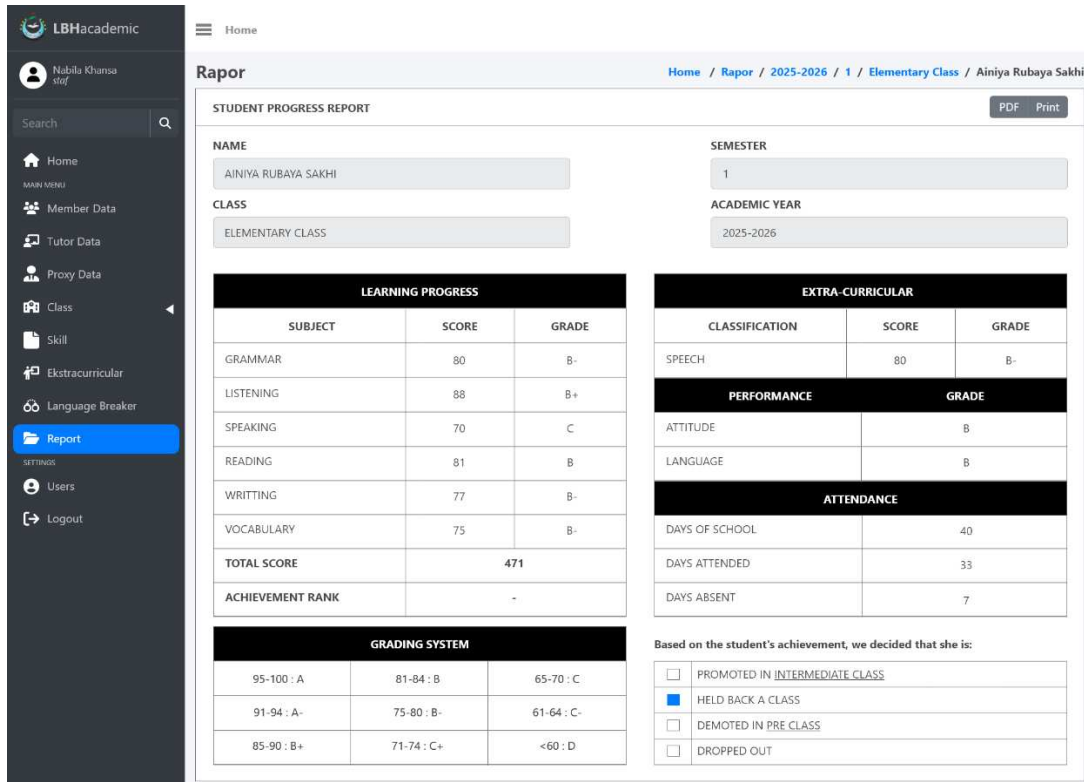 LBHacademic
Home
Nabila Khansa
staf
Search
Home
MAIN MENU
Member Data
Tutor Data
Proxy Data
Class
Skill
Ekstracurricular
Language Breaker
Report
SETTINGS
Users
Logout
Rapor
Home / Rapor / 2025-2026 / 1 / Elementary Class / Ainiya Rubaya Sakhi
STUDENT PROGRESS REPORT
PDF Print
NAME
AINIYA RUBAYA SAKHI
SEMESTER
1
CLASS
ELEMENTARY CLASS
ACADEMIC YEAR
2025-2026
LEARNING PROGRESS
SUBJECT SCORE GRADE
GRAMMAR 80 B-
LISTENING 88 B+
SPEAKING 70 C
READING 81 B
WRITTING 77 B-
VOCABULARY 75 B-
TOTAL SCORE 471
ACHIEVEMENT RANK -
EXTRA-CURRICULAR
CLASSIFICATION SCORE GRADE
SPEECH 80 B-
PERFORMANCE GRADE
ATTITUDE B
LANGUAGE B
ATTENDANCE
DAYS OF SCHOOL 40
DAYS ATTENDED 33
DAYS ABSENT 7
GRADING SYSTEM
95-100 : A 81-84 : B 65-70 : C
91-94 : A- 75-80 : B- 61-64 : C-
85-90 : B+ 71-74 : C+ <60 : D
Based on the student's achievement, we decided that she is:
PROMOTED IN INTERMEDIATE CLASS
HELD BACK A CLASS
DEMOTED IN PRE CLASS
DROPPED OUT